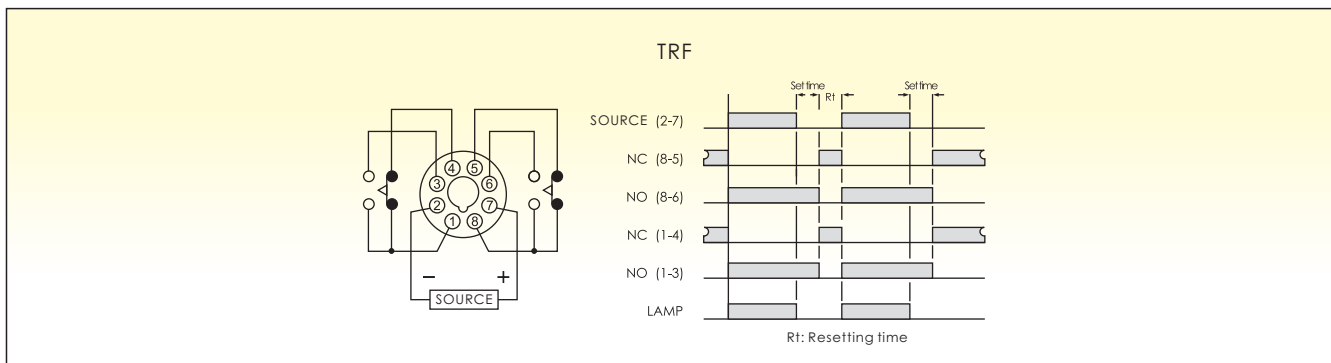 TRF
4 5
3 6
2 7
1 8
− +
SOURCE
Set time Rt Set time
SOURCE (2-7)
NC (8-5)
NO (8-6)
NC (1-4)
NO (1-3)
LAMP
Rt: Resetting time